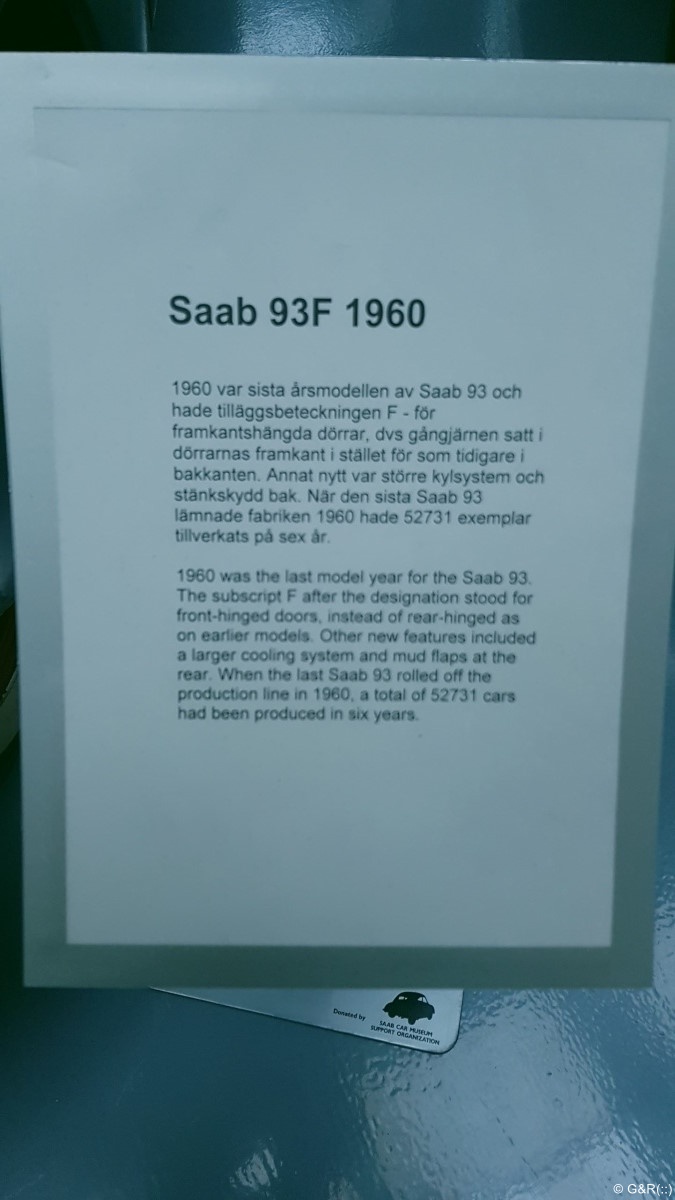 Saab 93F 1960
1960 var sista årsmodellen av Saab 93 och
hade tilläggsbeteckningen F - för
framkantshängda dörrar, dvs gångjärnen satt i
dörrarnas framkant i stället för som tidigare i
bakkanten. Annat nytt var större kylsystem och
stänkskydd bak. När den sista Saab 93
lämnade fabriken 1960 hade 52731 exemplar
tillverkats på sex år.
1960 was the last model year for the Saab 93.
The subscript F after the designation stood for
front-hinged doors, instead of rear-hinged as
on earlier models. Other new features included
a larger cooling system and mud flaps at the
rear. When the last Saab 93 rolled off the
production line in 1960, a total of 52731 cars
had been produced in six years.
Donated by
SAAB CAR MUSEUM
SUPPORT ORGANIZATION
© G&R(::)